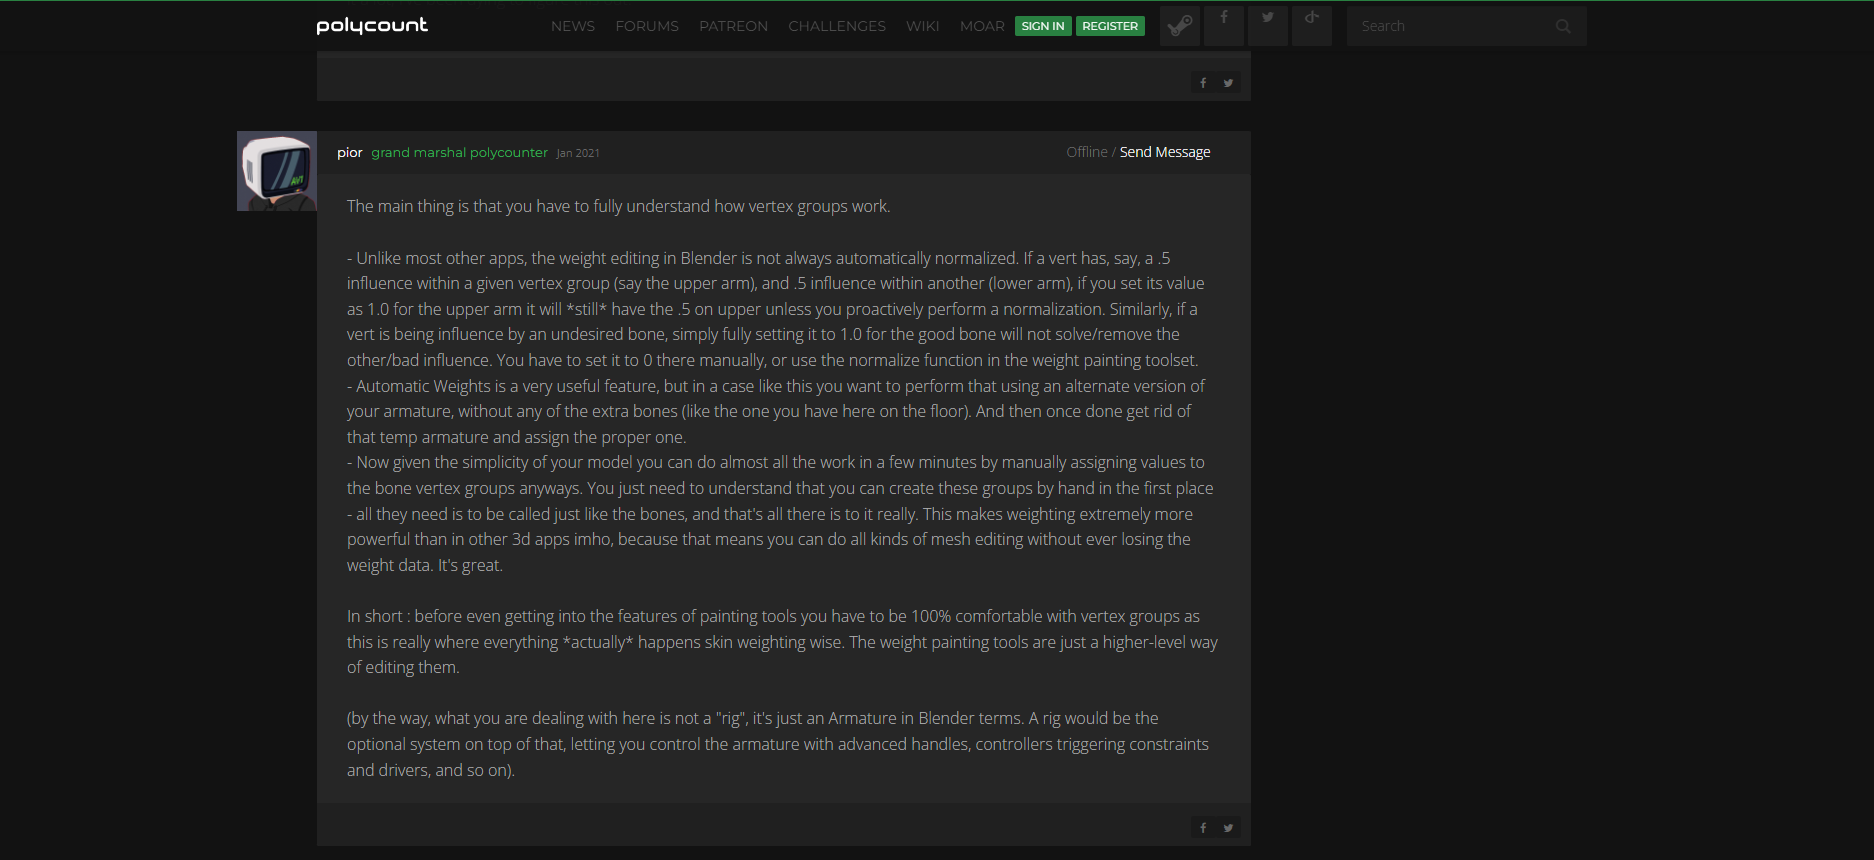 polycount NEWS FORUMS PATREON CHALLENGES WIKI MOAR SIGN IN REGISTER Search
pior grand marshal polycounter Jan 2021 Offline / Send Message
AV1
The main thing is that you have to fully understand how vertex groups work.
- Unlike most other apps, the weight editing in Blender is not always automatically normalized. If a vert has, say, a .5
influence within a given vertex group (say the upper arm), and .5 influence within another (lower arm), if you set its value
as 1.0 for the upper arm it will *still* have the .5 on upper unless you proactively perform a normalization. Similarly, if a
vert is being influence by an undesired bone, simply fully setting it to 1.0 for the good bone will not solve/remove the
other/bad influence. You have to set it to 0 there manually, or use the normalize function in the weight painting toolset.
- Automatic Weights is a very useful feature, but in a case like this you want to perform that using an alternate version of
your armature, without any of the extra bones (like the one you have here on the floor). And then once done get rid of
that temp armature and assign the proper one.
- Now given the simplicity of your model you can do almost all the work in a few minutes by manually assigning values to
the bone vertex groups anyways. You just need to understand that you can create these groups by hand in the first place
- all they need is to be called just like the bones, and that's all there is to it really. This makes weighting extremely more
powerful than in other 3d apps imho, because that means you can do all kinds of mesh editing without ever losing the
weight data. It's great.
In short : before even getting into the features of painting tools you have to be 100% comfortable with vertex groups as
this is really where everything *actually* happens skin weighting wise. The weight painting tools are just a higher-level way
of editing them.
(by the way, what you are dealing with here is not a "rig", it's just an Armature in Blender terms. A rig would be the
optional system on top of that, letting you control the armature with advanced handles, controllers triggering constraints
and drivers, and so on).